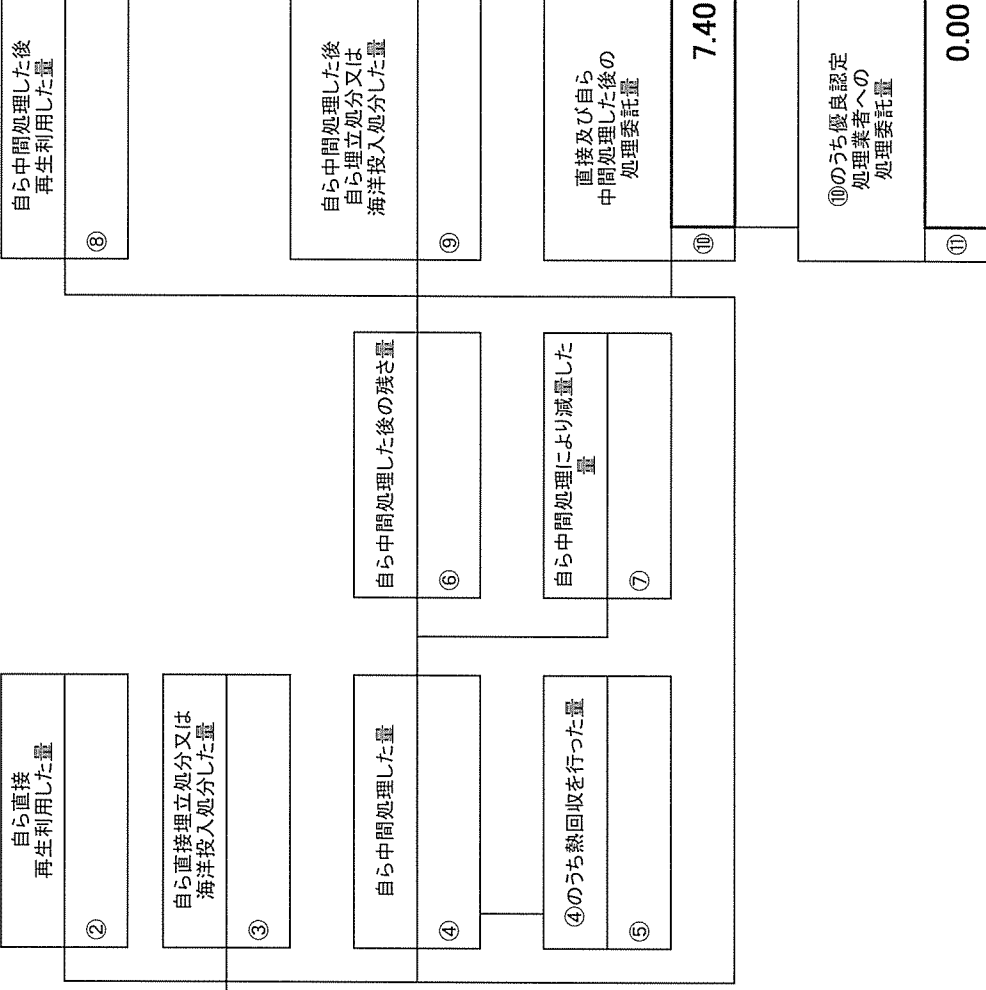 自ら直接
再生利用した量
②
自ら直接埋立処分又は
海洋投入処分した量
③
自ら中間処理した量
④
④のうち熱回収を行った量
⑤
自ら中間処理した後の残さ量
⑥
自ら中間処理により減量した
量
⑦
自ら中間処理した後
再生利用した量
⑧
自ら中間処理した後
自ら埋立処分又は
海洋投入処分した量
⑨
直接及び自ら
中間処理した後の
処理委託量
⑩
7.40
⑩のうち優良認定
処理業者への
処理委託量
⑪
0.00